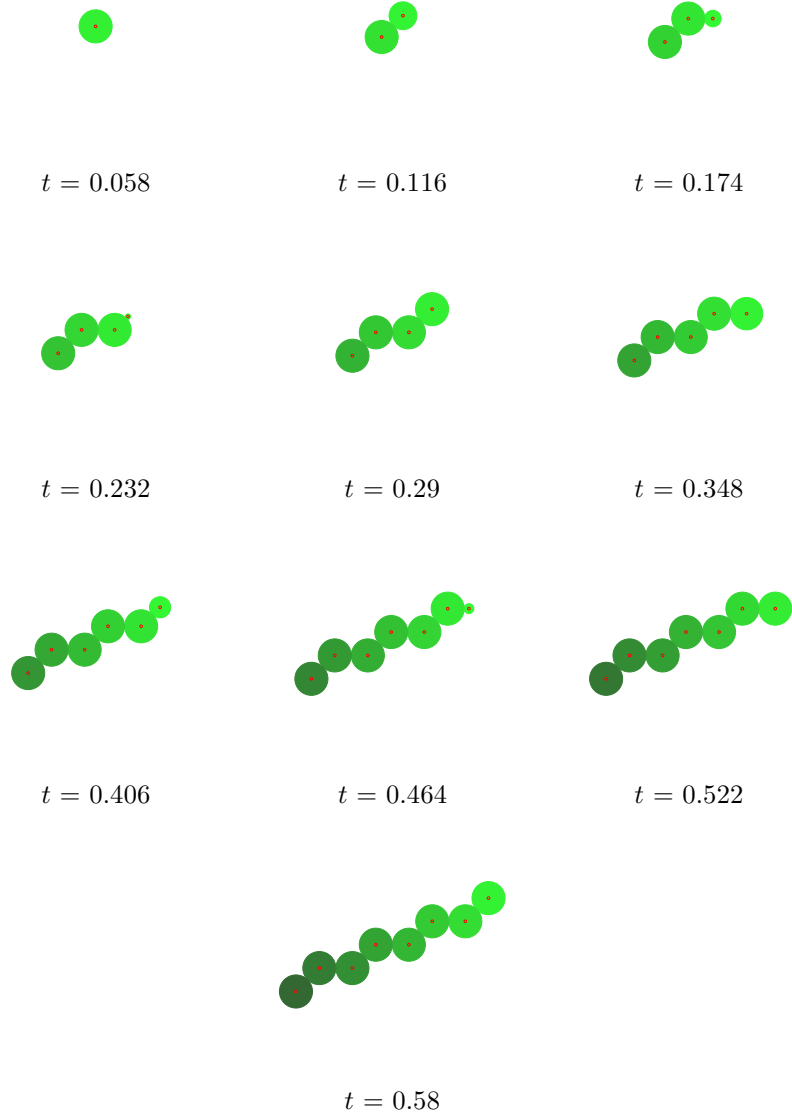 t = 0.058
t = 0.116
t = 0.174
t = 0.232
t = 0.29
t = 0.348
t = 0.406
t = 0.464
t = 0.522
t = 0.58